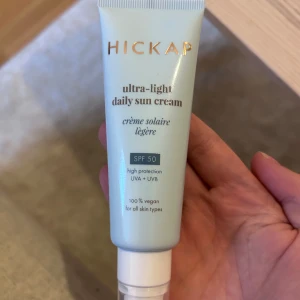 HICKAP
ultra-light
daily sun cream
crème solaire
légère
SPF 50
high protection
UVA + UVB
100% vegan
for all skin types